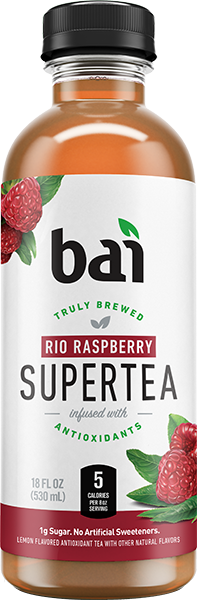 bai
TRULY BREWED
RIO RASPBERRY
SUPERTEA
infused with
ANTIOXIDANTS
18 FL OZ
(530 mL)
5
CALORIES
PER 8oz
SERVING
1g Sugar. No Artificial Sweeteners.
LEMON FLAVORED ANTIOXIDANT TEA WITH OTHER NATURAL FLAVORS